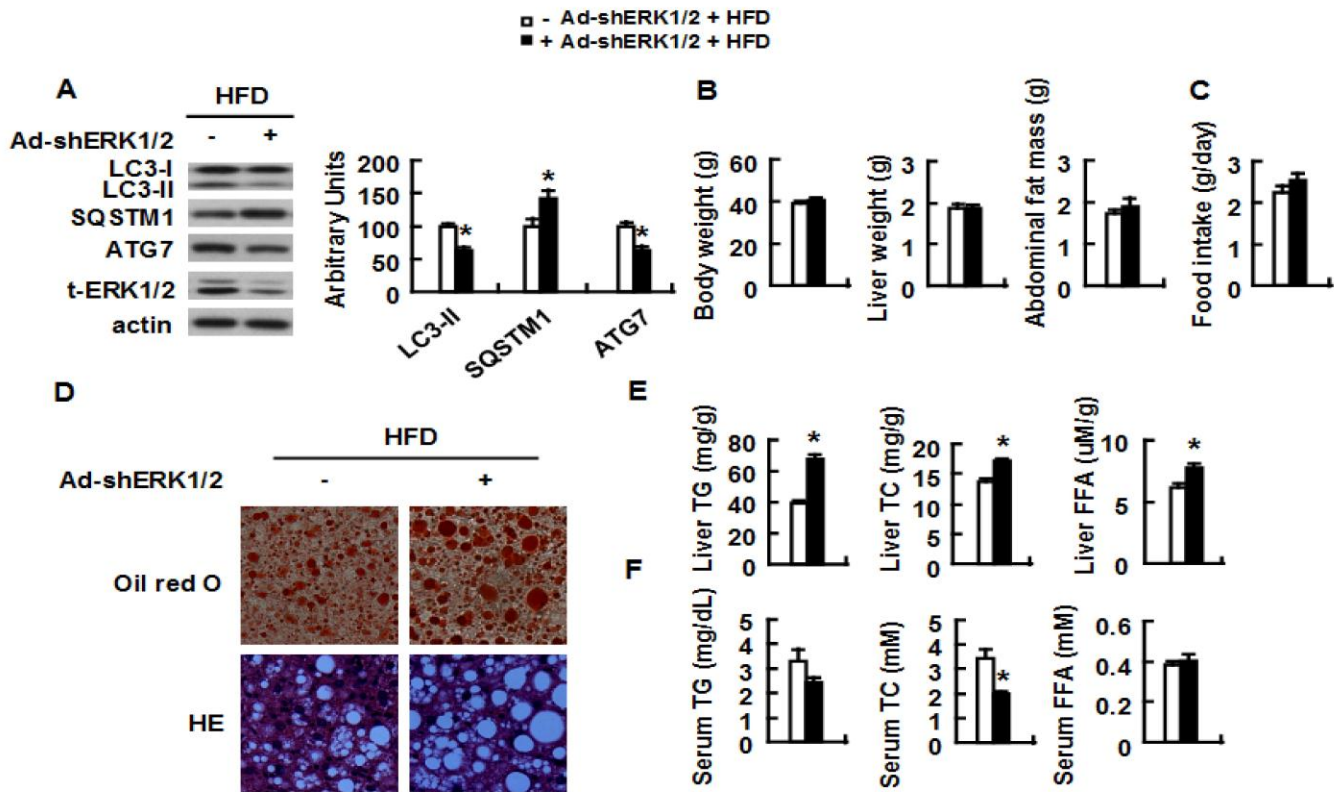 - Ad-shERK1/2 + HFD
+ Ad-shERK1/2 + HFD
A
HFD
Ad-shERK1/2 - +
LC3-I
LC3-II
SQSTM1
ATG7
t-ERK1/2
actin
Arbitrary Units
200
150
100
50
0
*
*
*
LC3-II
SQSTM1
ATG7
B
Body weight (g)
60
40
20
0
Liver weight (g)
3
2
1
0
Abdominal fat mass (g)
4
3
2
1
0
C
Food intake (g/day)
3
2
1
0
D
HFD
Ad-shERK1/2 - +
Oil red O
HE
E
Liver TG (mg/g)
80
60
40
20
0
*
Liver TC (mg/g)
20
15
10
5
0
*
Liver FFA (uM/g)
10
5
0
*
F
Serum TG (mg/dL)
5
4
3
2
1
0
Serum TC (mM)
5
4
3
2
1
0
*
Serum FFA (mM)
0.6
0.4
0.2
0